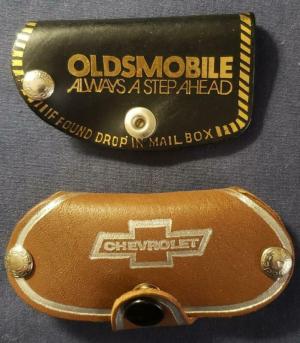 OLDSMOBILE
ALWAYS A STEP AHEAD
IF FOUND DROP IN MAIL BOX
CHEVROLET